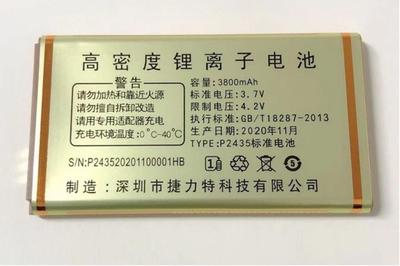 高密度锂离子电池
警告
请勿加热和靠近火源
请勿擅自拆卸改造
请用专用适配器充电
充电环境温度:0°C-40°C
容量:3800mAh
标准电压:3.7V
限制电压:4.2V
执行标准:GB/T18287-2013
生产日期:2020年11月
TYPE:P2435标准电池
S/N:P243520201100001HB
制造:深圳市捷力特科技有限公司